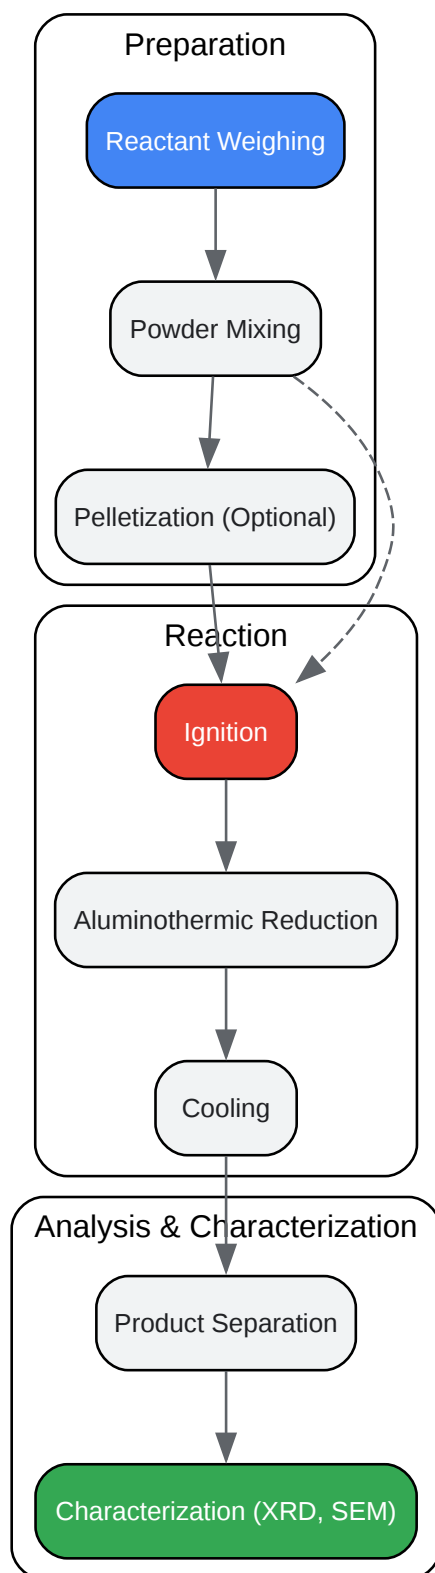 Preparation
Reactant Weighing
Powder Mixing
Pelletization (Optional)
Reaction
Ignition
Aluminothermic Reduction
Cooling
Analysis & Characterization
Product Separation
Characterization (XRD, SEM)